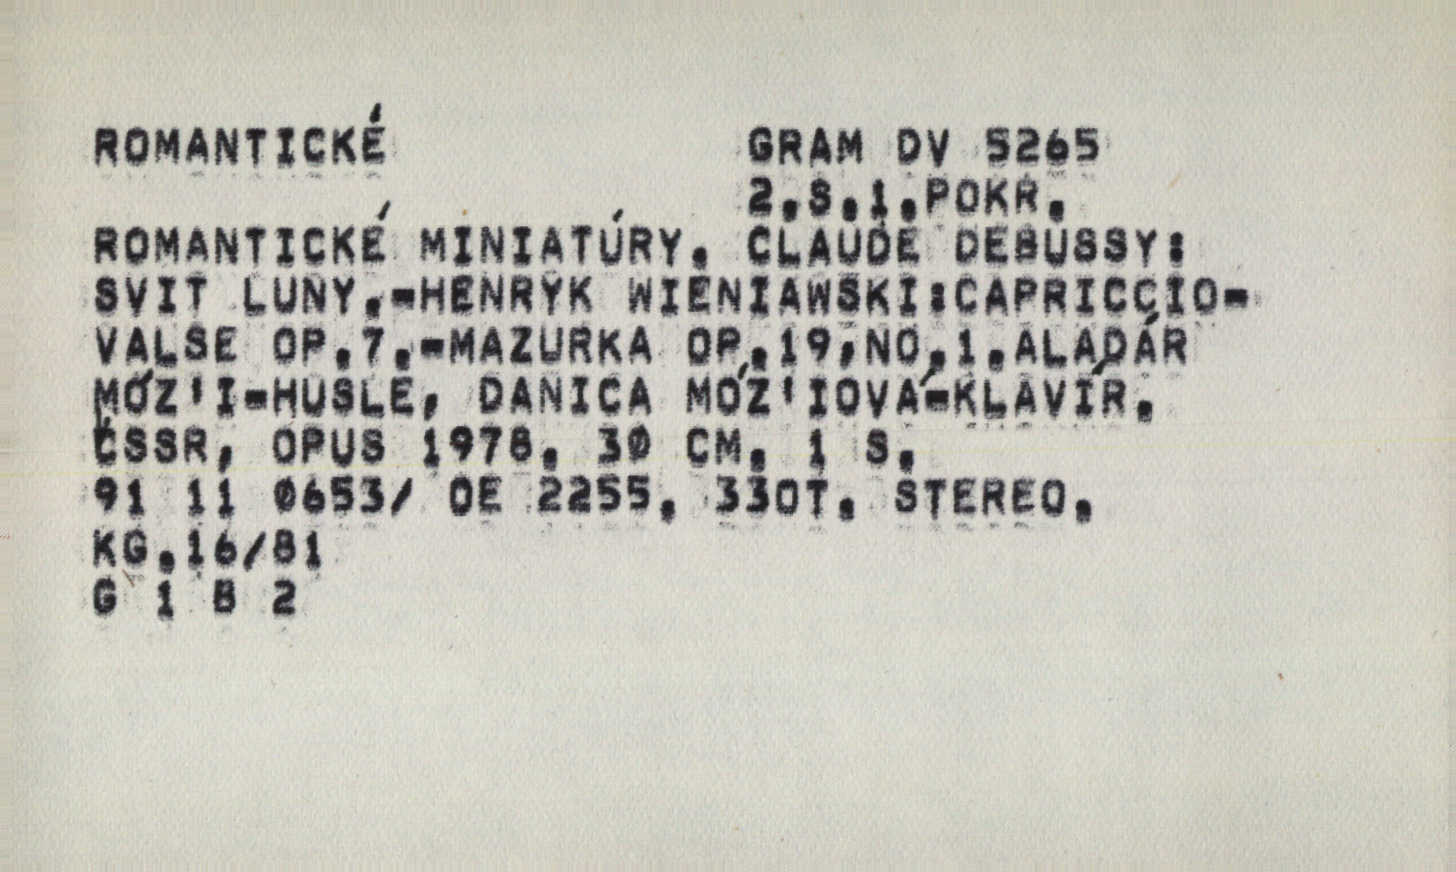 ROMANTICKÉ GRAM DV 5265
2.S.1.POKR.
ROMANTICKÉ MINIATÚRY. CLAUDE DEBUSSY:
SVIT LUNY.-HENRYK WIENIAWSKI:CAPRICCIO-
VALSE OP.7.-MAZURKA OP.19,NO.1.ALADÁR
MÓŽ'I-HUSLE, DANICA MÓŽ'IOVÁ-KLAVÍR.
ČSSR, OPUS 1978. 30 CM. 1 S.
91 11 0653/ OE 2255. 33OT. STEREO.
KG.16/81
G 1 B 2